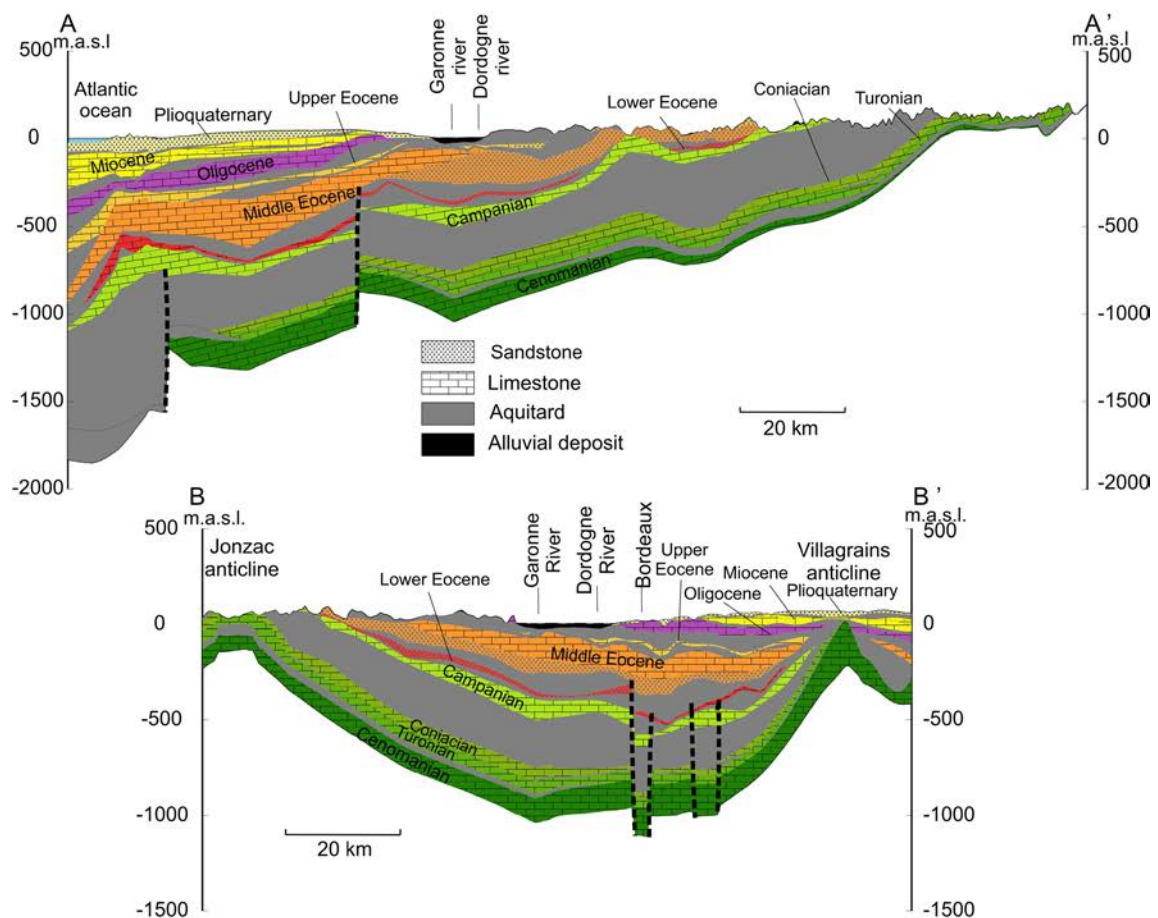 A
A'
m.a.s.l
m.a.s.l
500
500
Garonne
river
Dordogne
river
Atlantic
ocean
Plioquaternary
Upper Eocene
Lower Eocene
Coniacian
Turonian
0
0
Miocene
Oligocene
Middle Eocene
Campanian
Cenomanian
-500
-500
-1000
-1000
-1500
-1500
-2000
-2000
Sandstone
Limestone
Aquitard
Alluvial deposit
20 km
B
B'
m.a.s.l.
m.a.s.l.
500
500
Jonzac
anticline
Lower Eocene
Garonne
River
Dordogne
River
Bordeaux
Upper
Eocene
Miocene
Oligocene
Villagrains
anticline
Plioquaternary
0
0
Middle Eocene
Campanian
Coniacian
Turonian
Cenomanian
-500
-500
-1000
-1000
20 km
-1500
-1500